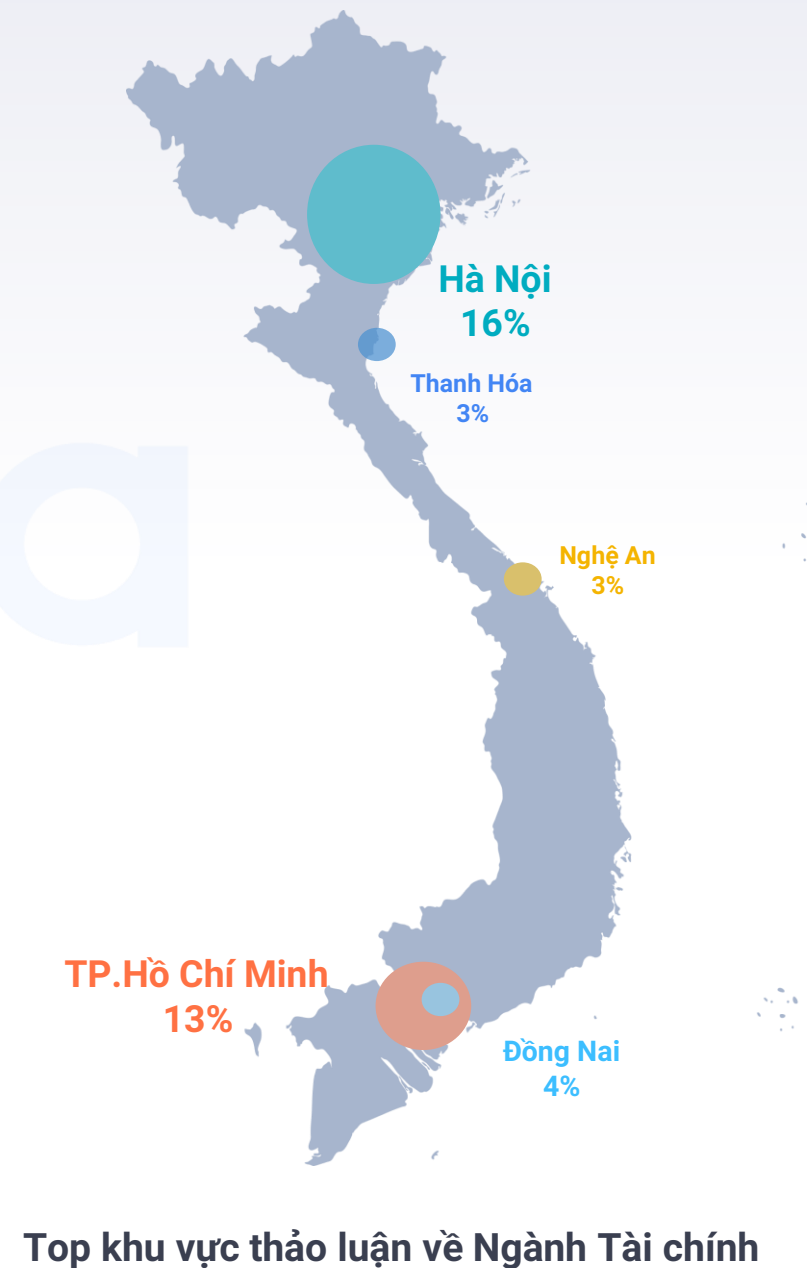 Hà Nội
16%
Thanh Hóa
3%
Nghệ An
3%
TP.Hồ Chí Minh
13%
Đồng Nai
4%
Top khu vực thảo luận về Ngành Tài chính